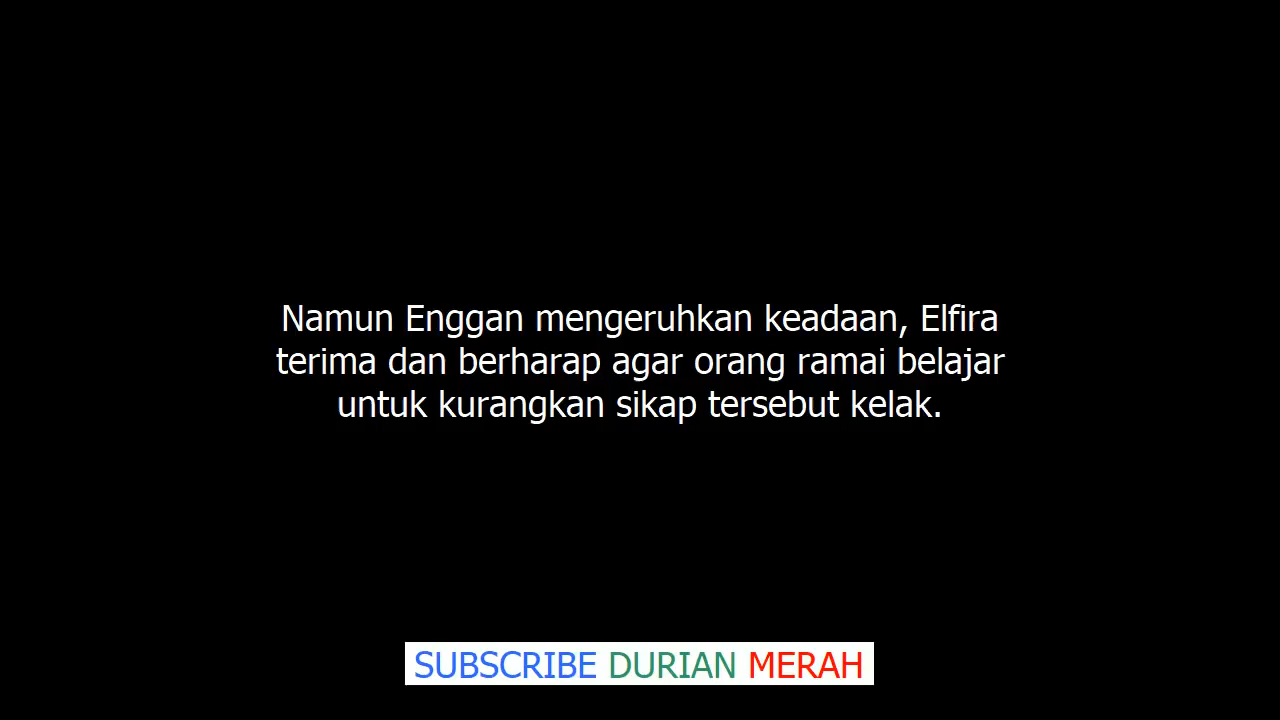 Namun Enggan mengeruhkan keadaan, Elfira
terima dan berharap agar orang ramai belajar
untuk kurangkan sikap tersebut kelak.
SUBSCRIBE DURIAN MERAH